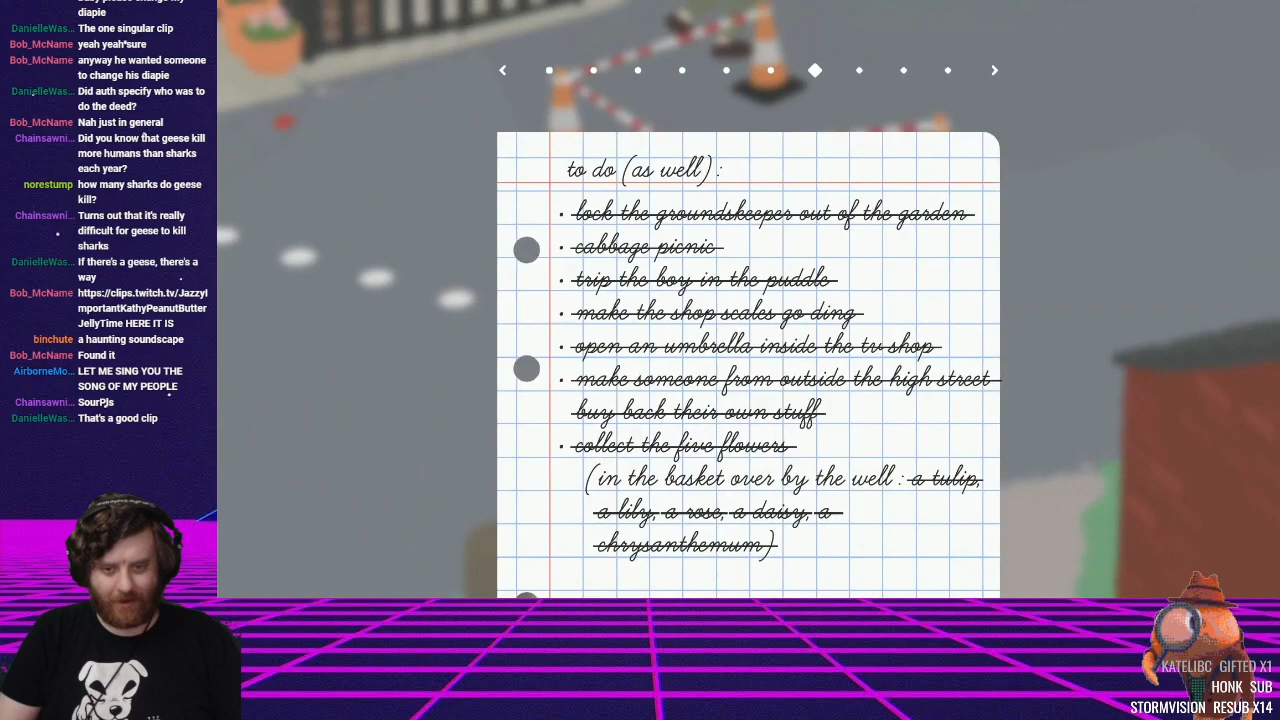 diapie
DanielleWas... The one singular clip
Bob_McName yeah yeah*sure
Bob_McName anyway he wanted someone
to change his diapie
DanielleWas... Did auth specify who was to
do the deed?
Bob_McName Nah just in general
Chainsawni... Did you know that geese kill
more humans than sharks
each year?
norestump how many sharks do geese
kill?
Chainsawni... Turns out that it's really
difficult for geese to kill
sharks
DanielleWas... If there's a geese, there's a
way
Bob_McName https://clips.twitch.tv/JazzyI
mportantKathyPeanutButter
JellyTime HERE IT IS
binchute a haunting soundscape
Bob_McName Found it
AirborneMo... LET ME SING YOU THE
SONG OF MY PEOPLE
Chainsawni... SourPls
DanielleWas... That's a good clip
to do (as well) :
• lock the groundskeeper out of the garden
• cabbage picnic
• trip the boy in the puddle
• make the shop scales go ding
• open an umbrella inside the tv shop
• make someone from outside the high street
buy back their own stuff
• collect the five flowers
(in the basket over by the well : a tulip,
a lily, a rose, a daisy, a
chrysanthemum)
KATELIBC GIFTED X1
HONK SUB
STORMVISION RESUB X14